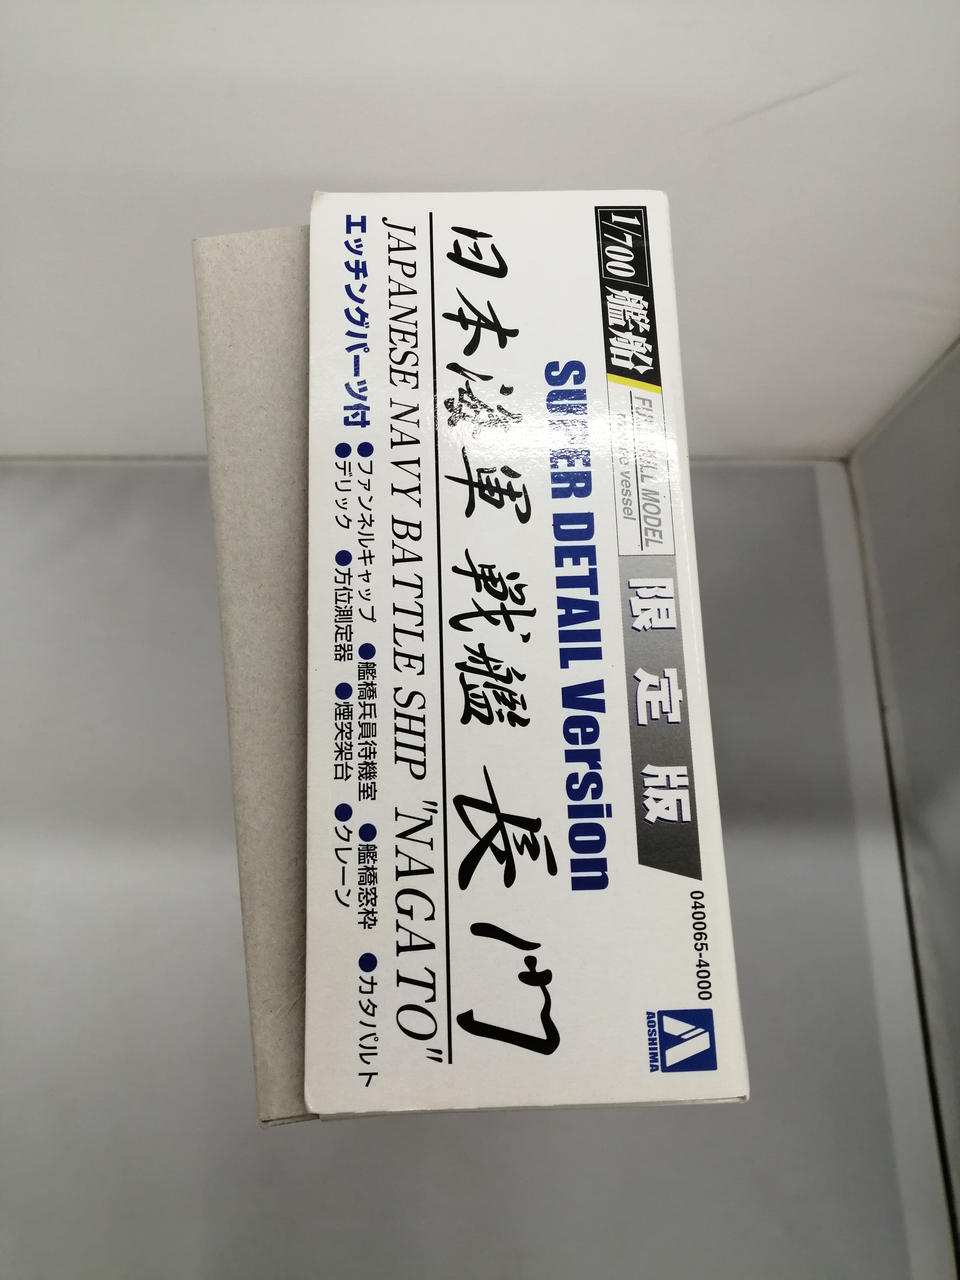 1/700 艦船
FULL HULL MODEL
限定版
040065-4000
AOSHIMA
SUPER DETAIL Version
日本海軍戦艦 長門
JAPANESE NAVY BATTLE SHIP "NAGATO"
エッチングパーツ付
●ファンネルキャップ ●艦橋兵員待機室 ●艦橋窓枠 ●カタパルト
●デリック ●方位測定器 ●煙突架台 ●クレーン